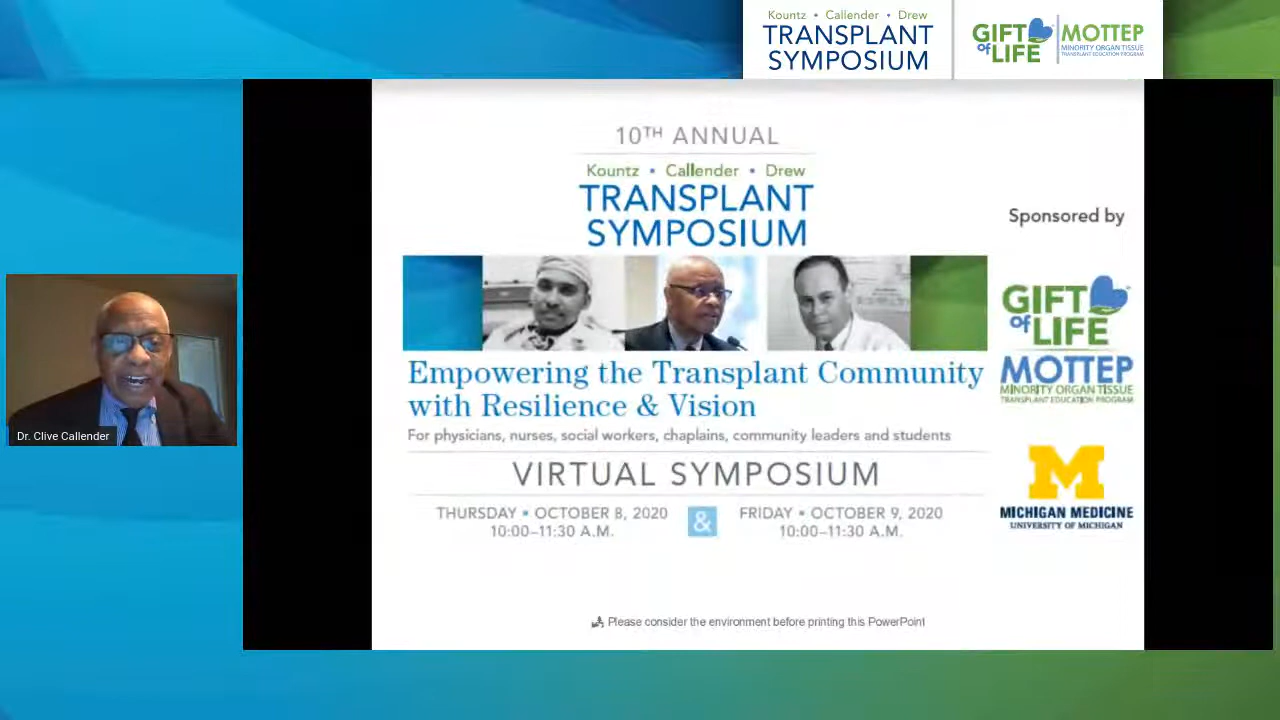 Kountz • Callender • Drew
TRANSPLANT
SYMPOSIUM
GIFT
of LIFE
MOTTEP
MINORITY ORGAN TISSUE
TRANSPLANT EDUCATION PROGRAM
10TH ANNUAL
Kountz • Callender • Drew
TRANSPLANT
SYMPOSIUM
Sponsored by
GIFT
of LIFE
MOTTEP
MINORITY ORGAN TISSUE
TRANSPLANT EDUCATION PROGRAM
Empowering the Transplant Community
with Resilience & Vision
For physicians, nurses, social workers, chaplains, community leaders and students
VIRTUAL SYMPOSIUM
THURSDAY • OCTOBER 8, 2020
10:00–11:30 A.M.
&
FRIDAY • OCTOBER 9, 2020
10:00–11:30 A.M.
M
MICHIGAN MEDICINE
UNIVERSITY OF MICHIGAN
Please consider the environment before printing this PowerPoint
Dr. Clive Callender